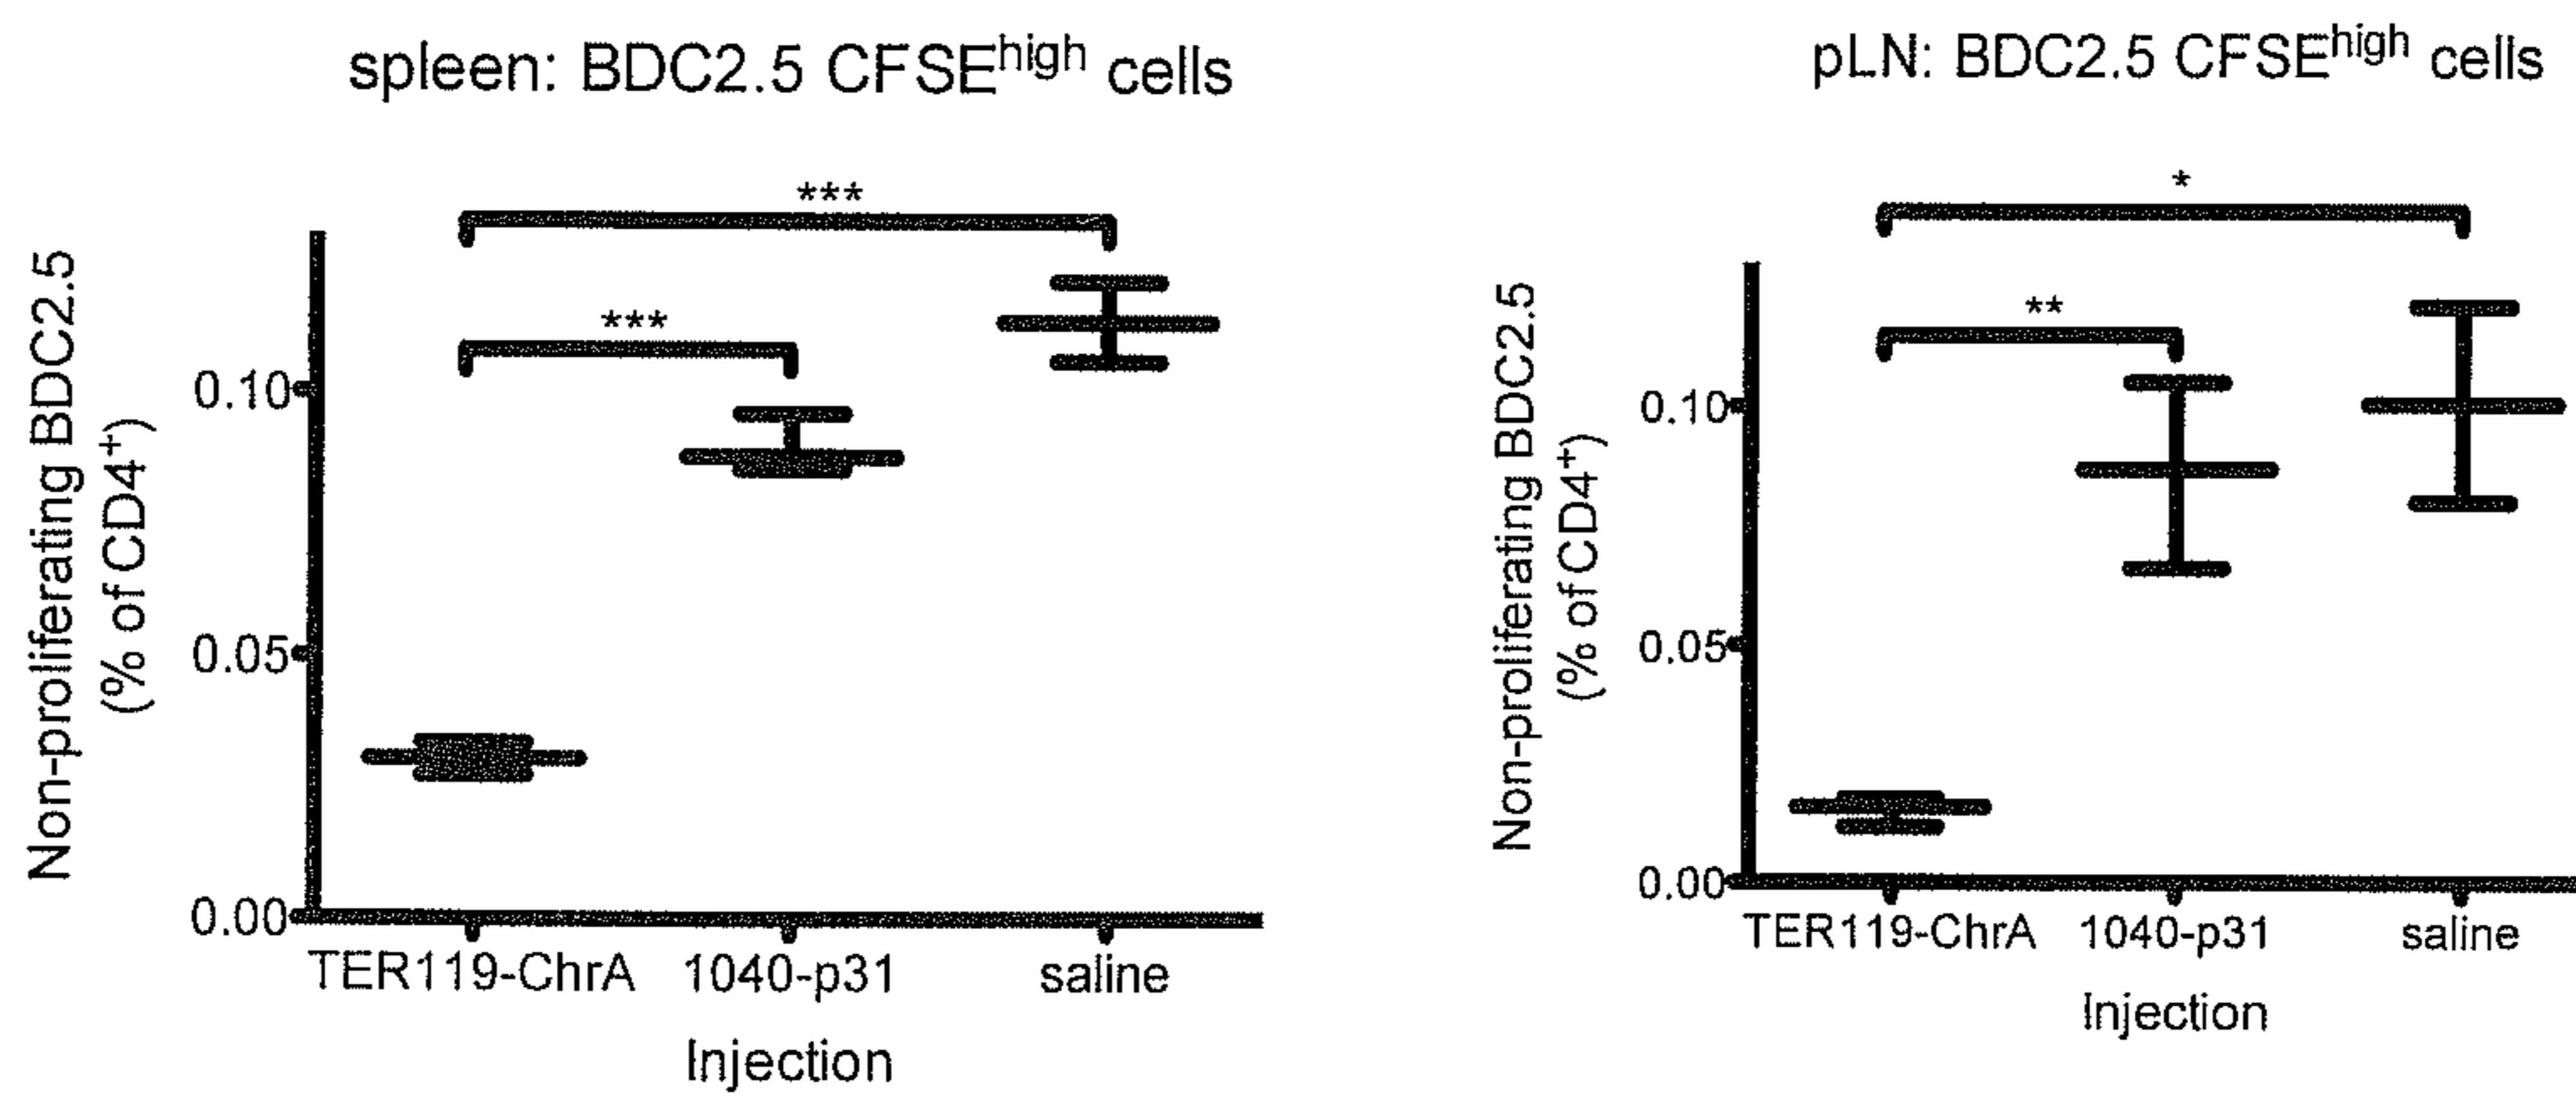 spleen: BDC2.5 CFSEhigh cells
***
***
Non-proliferating BDC2.5
(% of CD4+)
0.10
0.05
0.00
TER119-ChrA 1040-p31 saline
Injection
pLN: BDC2.5 CFSEhigh cells
*
**
Non-proliferating BDC2.5
(% of CD4+)
0.10
0.05
0.00
TER119-ChrA 1040-p31 saline
Injection